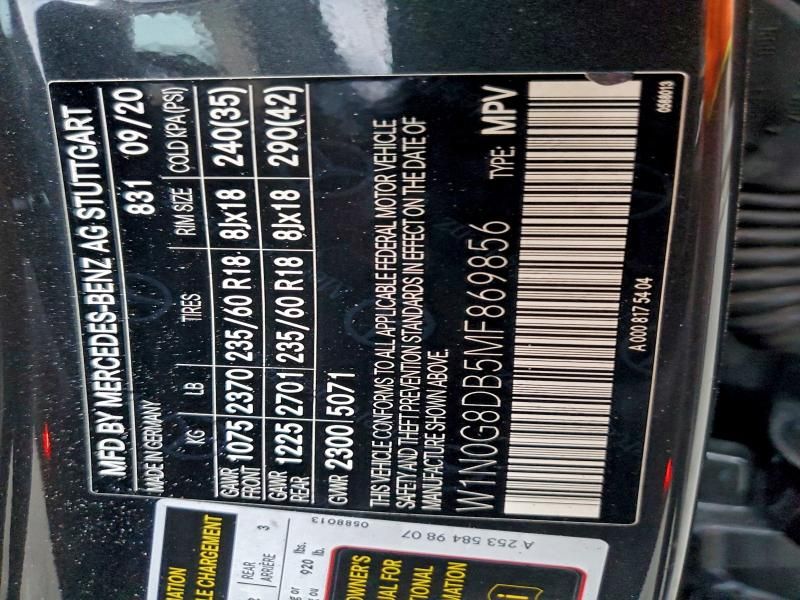 MFD BY MERCEDES-BENZ AG STUTTGART
MADE IN GERMANY 831 09/20
KG LB TIRES RIM SIZE COLD KPA(PSI)
GAWR FRONT 1075 2370 235/60 R18 8Jx18 240(35)
GAWR REAR 1225 2701 235/60 R18 8Jx18 290(42)
GVWR 2300 5071
THIS VEHICLE CONFORMS TO ALL APPLICABLE FEDERAL MOTOR VEHICLE
SAFETY AND THEFT PREVENTION STANDARDS IN EFFECT ON THE DATE OF
MANUFACTURE SHOWN ABOVE.
W1N0G8DB5MF869856 TYPE: MPV
A 000 817 54 04
0588013
REAR
ARRIÈRE
3
920 lb.
lbs.
ou
or
0588013
A 253 584 98 07